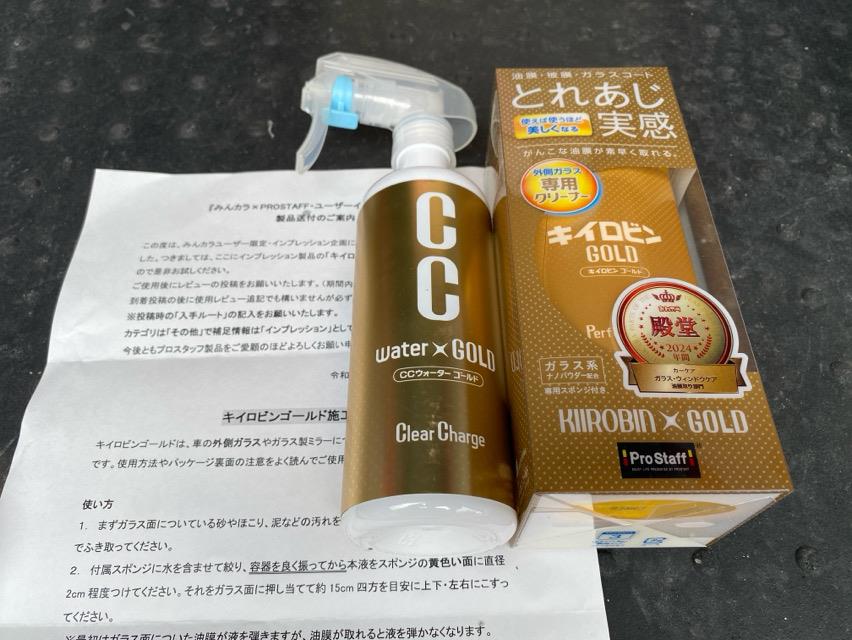 『みんカラ×PROSTAFF・ユーザーイ
製品送付のご案内
この度は、みんカラユーザー限定・インプレッション企画に
した。つきましては、ここにインプレッション製品の「キイロ
ので是非お試しください。
ご使用後にレビューの投稿をお願いいたします。（期間内
到着投稿の後に使用レビュー追記でも構いませんが必ず
※投稿時の「入手ルート」の記入をお願いします。
カテゴリは「その他」で補足情報は「インプレッション」として
今後ともプロスタッフ製品をご愛顧のほどよろしくお願い申
令和
キイロビンゴールド施工
キイロビンゴールドは、車の外側ガラスやガラス製ミラーに
です。使用方法やパッケージ裏面の注意をよく読んでご使用
使い方
1. まずガラス面についている砂やほこり、泥などの汚れを
でふき取ってください。
2. 付属スポンジに水を含ませて絞り、容器を良く振ってから本液をスポンジの黄色い面に直径
2cm程度つけてください。それをガラス面に押し当てて約15cm四方を目安に上下・左右にこすっ
てください。
※最初はガラス面についた油膜が液を弾きますが、油膜が取れると液を弾かなくなります。
CC
water GOLD
CCウォーター ゴールド
Clear Charge
油膜・被膜・ガラスコート
とれあじ
実感
使えば使うほど
美しくなる
がんこな油膜が素早く取れる。
外側ガラス
専用
クリーナー
キイロビン
GOLD
キイロビン ゴールド
Perf
殿堂
2024
年間
カーケア
ガラス・ウィンドウケア
油膜取り部門
ガラス系
ナノパウダー配合
専用スポンジ付き
KIIROBIN GOLD
ProStaff
ENJOY LIFE PRESENTED BY PROSTAFF